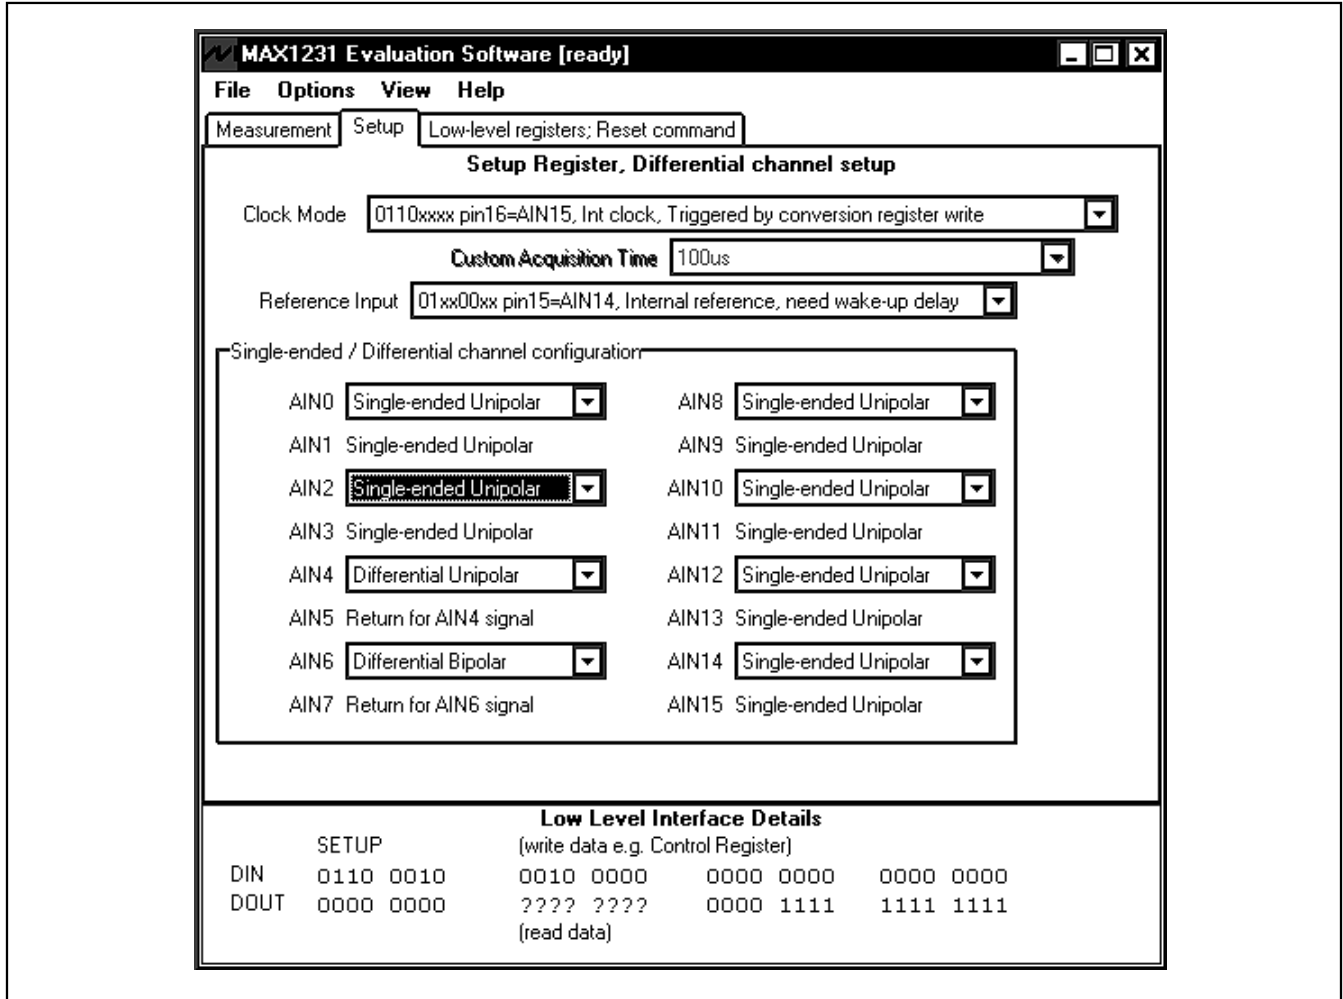 MAX1231 Evaluation Software [ready]
File Options View Help
Measurement Setup Low-level registers; Reset command
Setup Register, Differential channel setup
Clock Mode 0110xxxx pin16=AIN15, Int clock, Triggered by conversion register write
Custom Acquisition Time 100us
Reference Input 01xx00xx pin15=AIN14, Internal reference, need wake-up delay
Single-ended / Differential channel configuration
AIN0 Single-ended Unipolar AIN8 Single-ended Unipolar
AIN1 Single-ended Unipolar AIN9 Single-ended Unipolar
AIN2 Single-ended Unipolar AIN10 Single-ended Unipolar
AIN3 Single-ended Unipolar AIN11 Single-ended Unipolar
AIN4 Differential Unipolar AIN12 Single-ended Unipolar
AIN5 Return for AIN4 signal AIN13 Single-ended Unipolar
AIN6 Differential Bipolar AIN14 Single-ended Unipolar
AIN7 Return for AIN6 signal AIN15 Single-ended Unipolar
Low Level Interface Details
SETUP (write data e.g. Control Register)
DIN 0110 0010 0010 0000 0000 0000 0000 0000
DOUT 0000 0000 ???? ???? 0000 1111 1111 1111
(read data)